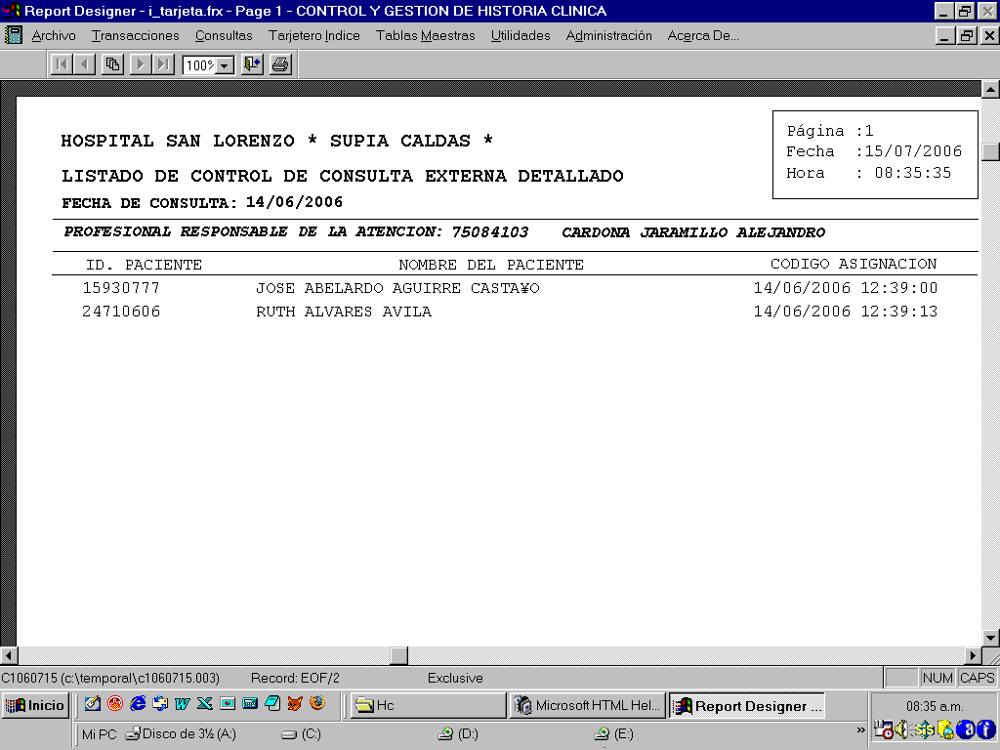 Report Designer - i_tarjeta.frx - Page 1 - CONTROL Y GESTION DE HISTORIA CLINICA
Archivo Transacciones Consultas Tarjetero Indice Tablas Maestras Utilidades Administración Acerca De...
100%
HOSPITAL SAN LORENZO * SUPIA CALDAS *
Página :1
Fecha :15/07/2006
Hora : 08:35:35
LISTADO DE CONTROL DE CONSULTA EXTERNA DETALLADO
FECHA DE CONSULTA: 14/06/2006
PROFESIONAL RESPONSABLE DE LA ATENCION: 75084103 CARDONA JARAMILLO ALEJANDRO
ID. PACIENTE NOMBRE DEL PACIENTE CODIGO ASIGNACION
15930777 JOSE ABELARDO AGUIRRE CASTA¥O 14/06/2006 12:39:00
24710606 RUTH ALVARES AVILA 14/06/2006 12:39:13
C1060715 (c:\temporal\c1060715.003) Record: EOF/2 Exclusive NUM CAPS
Inicio Hc Microsoft HTML Hel... Report Designer ... 08:35 a.m.
Mi PC Disco de 3½ (A:) (C:) (D:) (E:) » sis